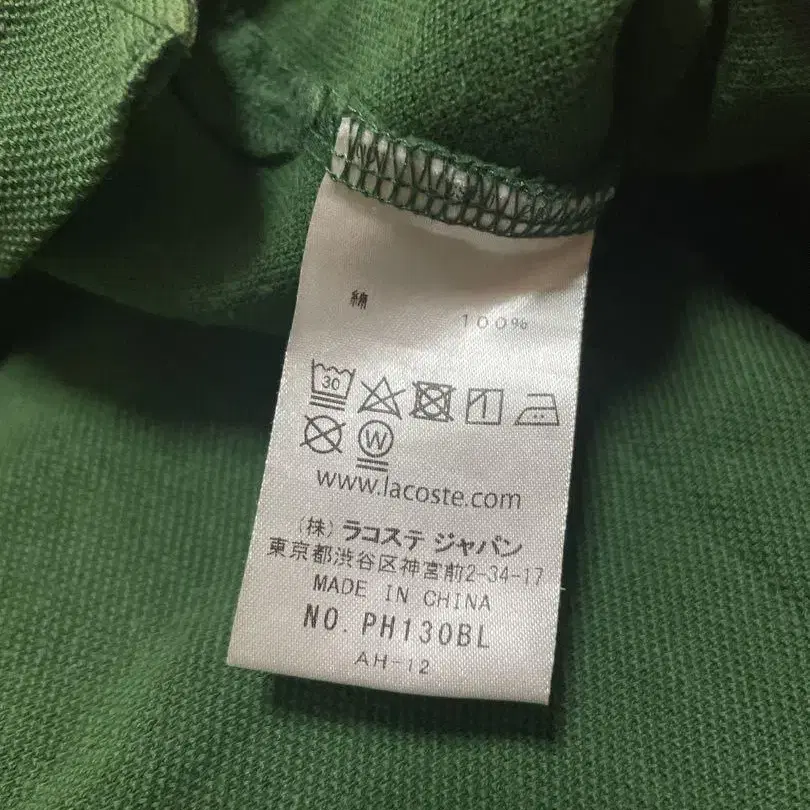 綿
100%
30
W
www.lacoste.com
(株) ラコステ ジャパン
東京都渋谷区神宮前2-34-17
MADE IN CHINA
NO. PH130BL
AH-12